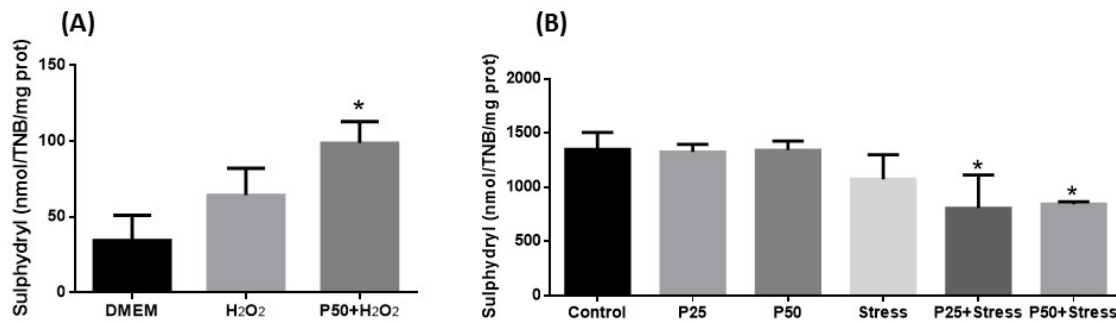 (A)
Sulphydryl (nmol/TNB/mg prot)
150
100
50
0
*
DMEM H2O2 P50+H2O2
(B)
Sulphydryl (nmol/TNB/mg prot)
2000
1500
1000
500
0
* *
Control P25 P50 Stress P25+Stress P50+Stress